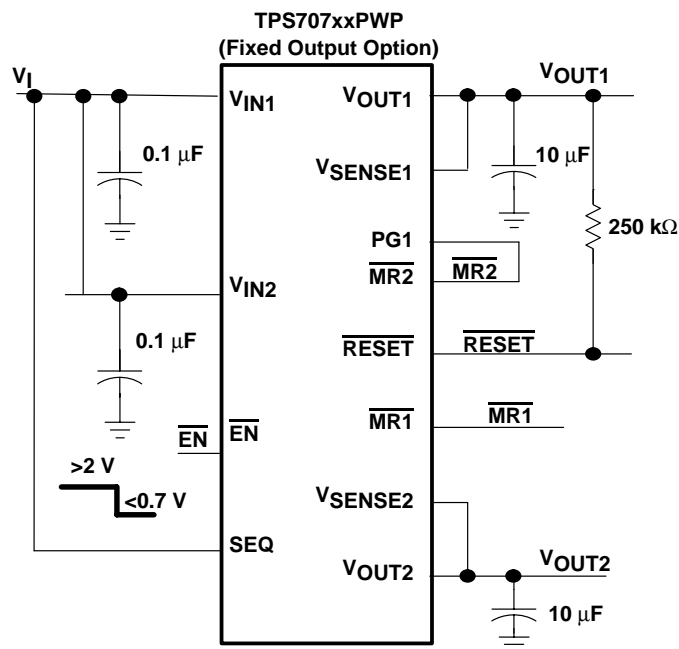 TPS707xxPWP
(Fixed Output Option)
VI
VIN1
VOUT1
VOUT1
0.1 μF
10 μF
VSENSE1
250 kΩ
PG1
MR2
MR2
VIN2
0.1 μF
RESET
RESET
EN
EN
MR1
MR1
>2 V
<0.7 V
VSENSE2
SEQ
VOUT2
VOUT2
10 μF